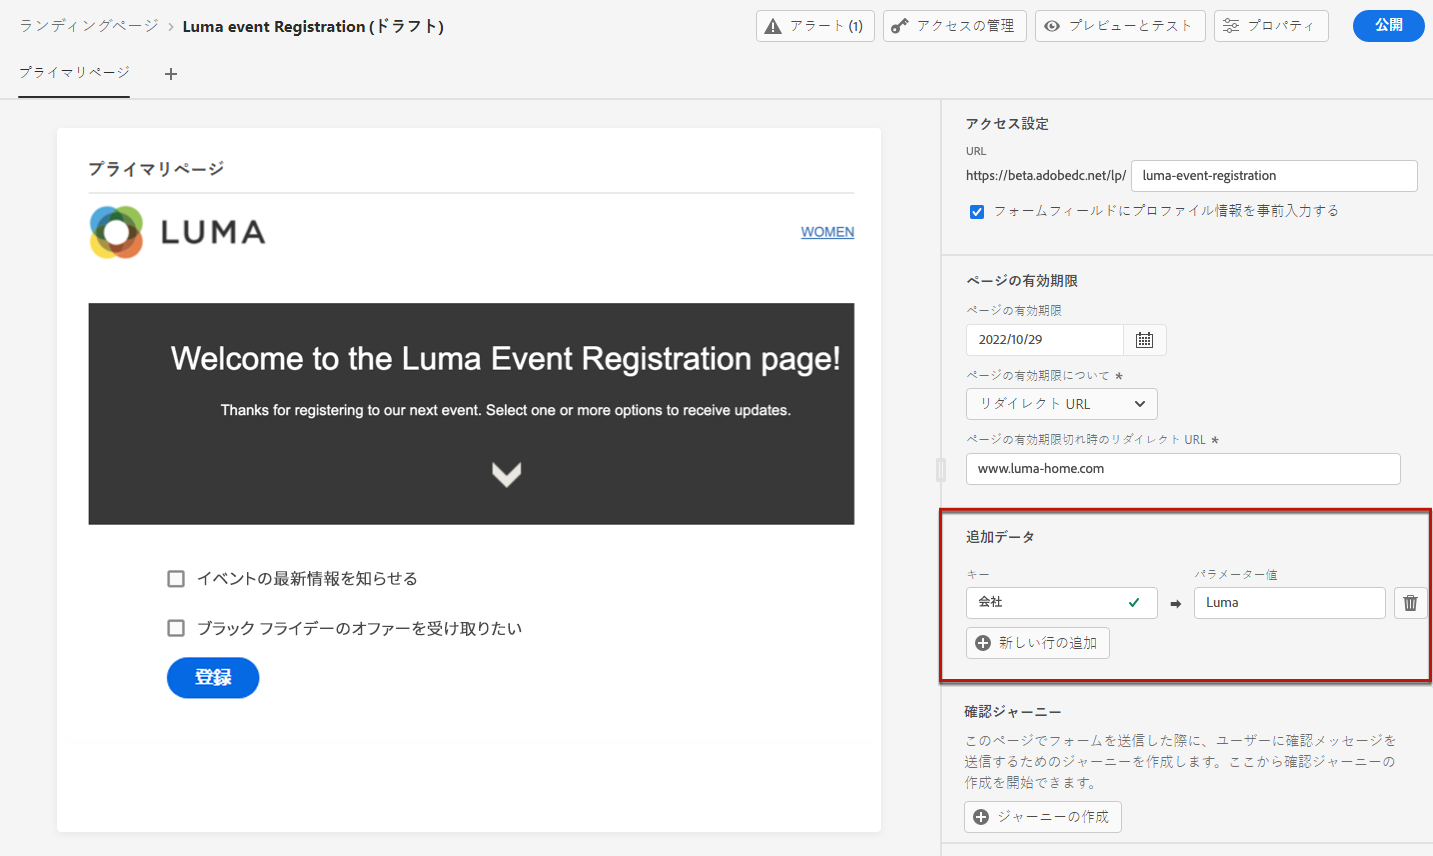 ランディングページ › Luma event Registration (ドラフト)
アラート (1)
アクセスの管理
プレビューとテスト
プロパティ
公開
プライマリページ
プライマリページ
LUMA
WOMEN
Welcome to the Luma Event Registration page!
Thanks for registering to our next event. Select one or more options to receive updates.
イベントの最新情報を知らせる
ブラック フライデーのオファーを受け取りたい
登録
アクセス設定
URL
https://beta.adobedc.net/lp/ luma-event-registration
フォームフィールドにプロファイル情報を事前入力する
ページの有効期限
ページの有効期限
2022/10/29
ページの有効期限について *
リダイレクト URL
ページの有効期限切れ時のリダイレクト URL *
www.luma-home.com
追加データ
キー パラメーター値
会社 Luma
新しい行の追加
確認ジャーニー
このページでフォームを送信した際に、ユーザーに確認メッセージを
送信するためのジャーニーを作成します。ここから確認ジャーニーの
作成を開始できます。
ジャーニーの作成